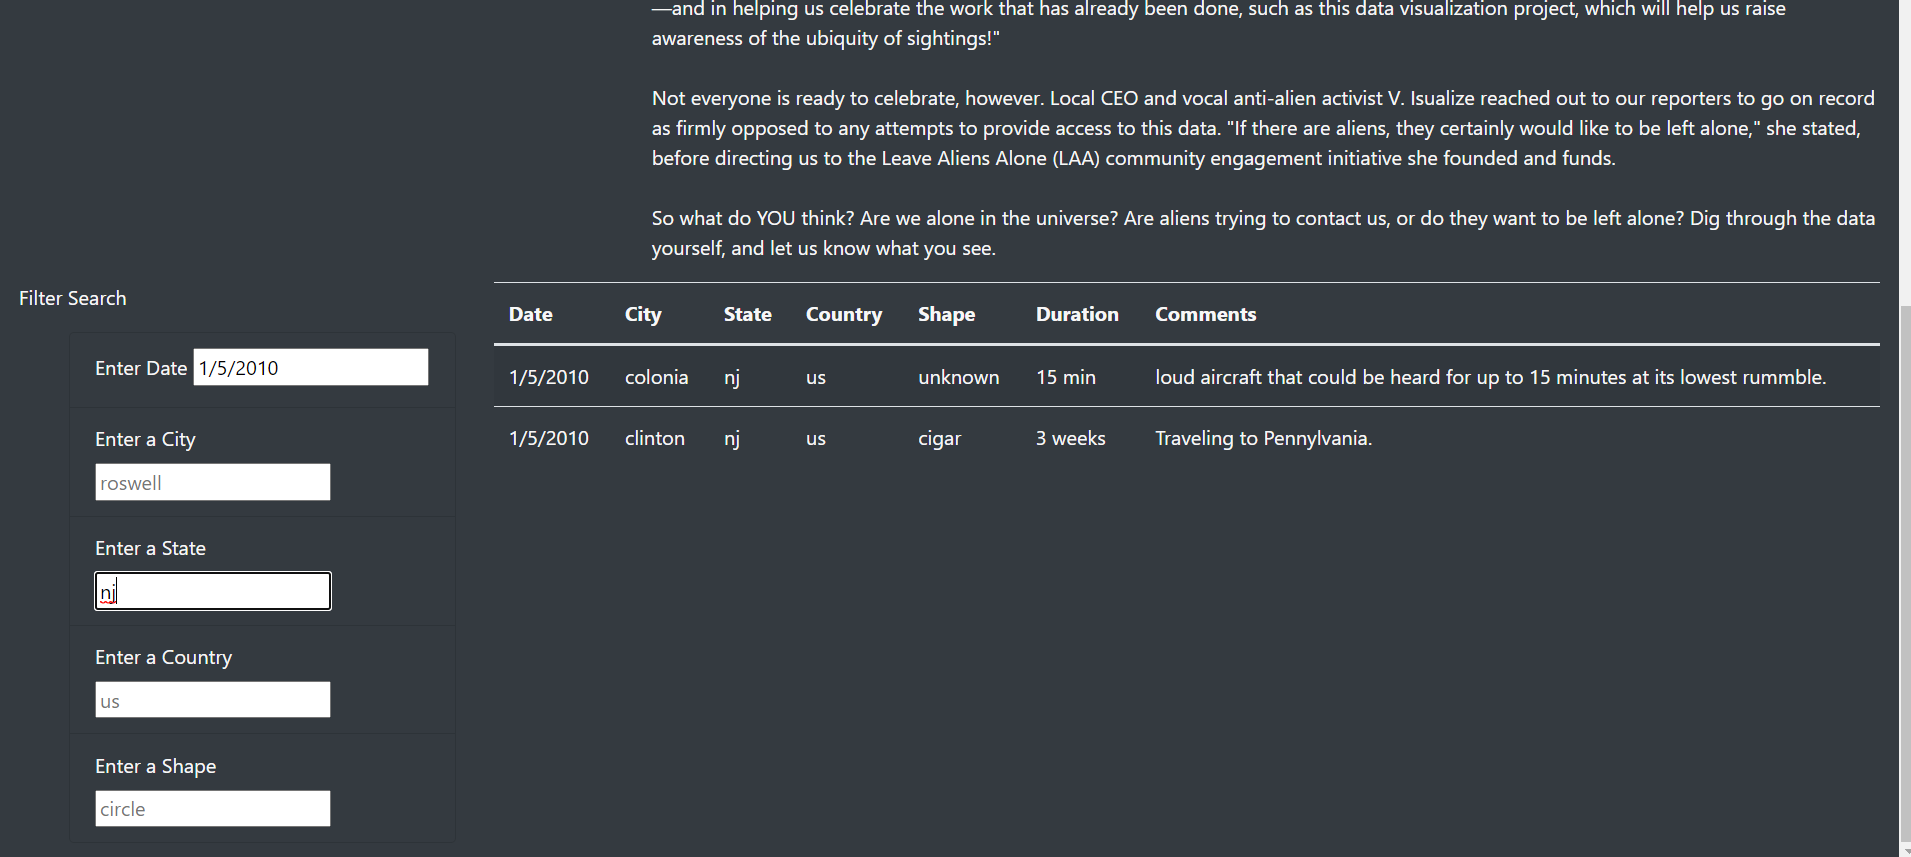 —and in helping us celebrate the work that has already been done, such as this data visualization project, which will help us raise
awareness of the ubiquity of sightings!"
Not everyone is ready to celebrate, however. Local CEO and vocal anti-alien activist V. Isualize reached out to our reporters to go on record
as firmly opposed to any attempts to provide access to this data. "If there are aliens, they certainly would like to be left alone," she stated,
before directing us to the Leave Aliens Alone (LAA) community engagement initiative she founded and funds.
So what do YOU think? Are we alone in the universe? Are aliens trying to contact us, or do they want to be left alone? Dig through the data
yourself, and let us know what you see.
Filter Search
Enter Date 1/5/2010
Enter a City
roswell
Enter a State
nj
Enter a Country
us
Enter a Shape
circle
Date City State Country Shape Duration Comments
1/5/2010 colonia nj us unknown 15 min loud aircraft that could be heard for up to 15 minutes at its lowest rummble.
1/5/2010 clinton nj us cigar 3 weeks Traveling to Pennylvania.